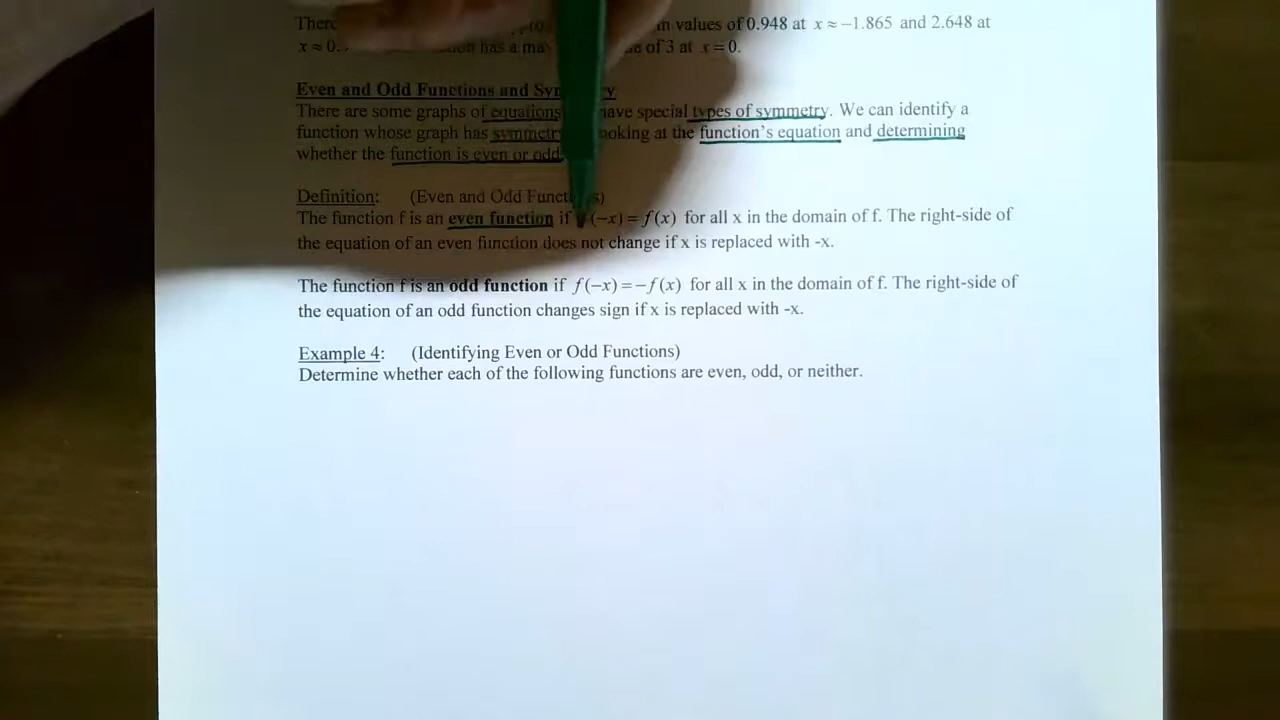 There in values of 0.948 at x ≈ −1.865 and 2.648 at
x ≈ 0. has a of 3 at x = 0.
Even and Odd Functions and
There are some graphs of equations have special types of symmetry. We can identify a
function whose graph has symmetry looking at the function's equation and determining
whether the function is even or odd
Definition: (Even and Odd Functions)
The function f is an even function if f(−x) = f(x) for all x in the domain of f. The right-side of
the equation of an even function does not change if x is replaced with -x.
The function f is an odd function if f(−x) = −f(x) for all x in the domain of f. The right-side of
the equation of an odd function changes sign if x is replaced with -x.
Example 4: (Identifying Even or Odd Functions)
Determine whether each of the following functions are even, odd, or neither.